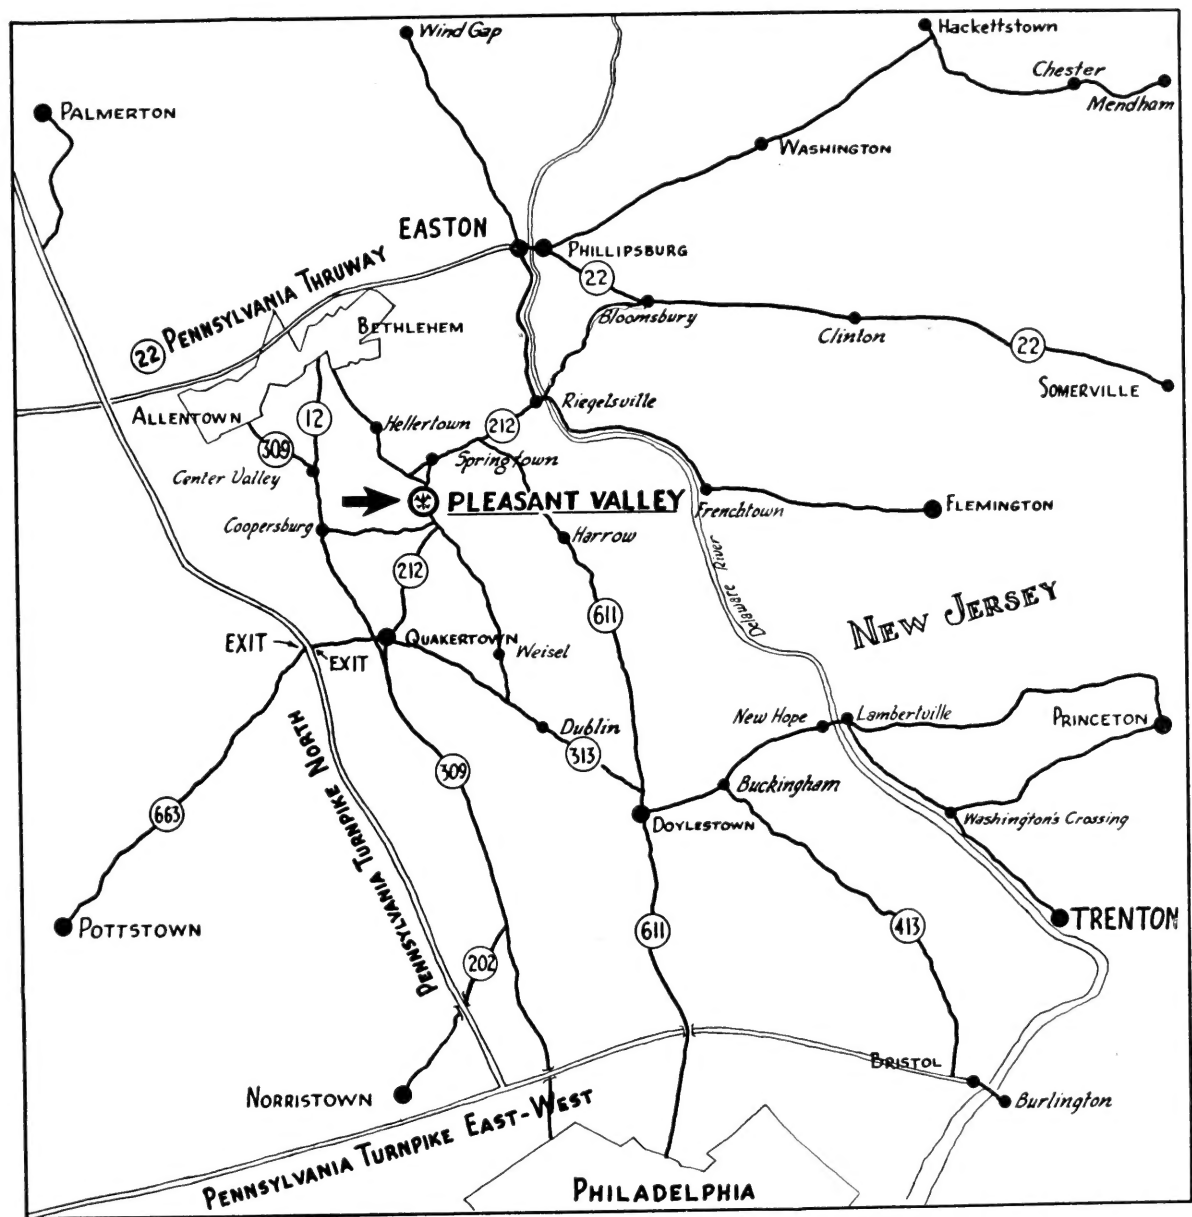 Wind Gap
Hackettstown
Chester
Mendham
PALMERTON
WASHINGTON
EASTON
PHILLIPSBURG
22
PENNSYLVANIA THRUWAY
22
BETHLEHEM
Bloomsbury
Clinton
22
SOMERVILLE
ALLENTOWN
12
Riegelsville
Hellertown
212
309
Center Valley
Springtown
PLEASANT VALLEY
Frenchtown
FLEMINGTON
Coopersburg
Harrow
212
Delaware River
611
NEW JERSEY
EXIT
EXIT
QUAKERTOWN
Weisel
New Hope
Lambertville
PRINCETON
Dublin
313
309
PENNSYLVANIA TURNPIKE NORTH
Buckingham
663
DOYLESTOWN
Washington's Crossing
POTTSTOWN
TRENTON
611
413
202
BRISTOL
NORRISTOWN
Burlington
PENNSYLVANIA TURNPIKE EAST-WEST
PHILADELPHIA